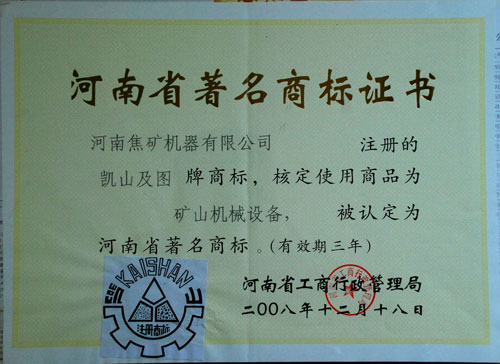 河南省著名商标证书
河南焦矿机器有限公司 注册的
凯山及图 牌商标，核定使用商品为
矿山机械设备， 被认定为
河南省著名商标。(有效期三年)
KAISHAN
注册商标
河南省工商行政管理局
二〇〇八年十二月十八日